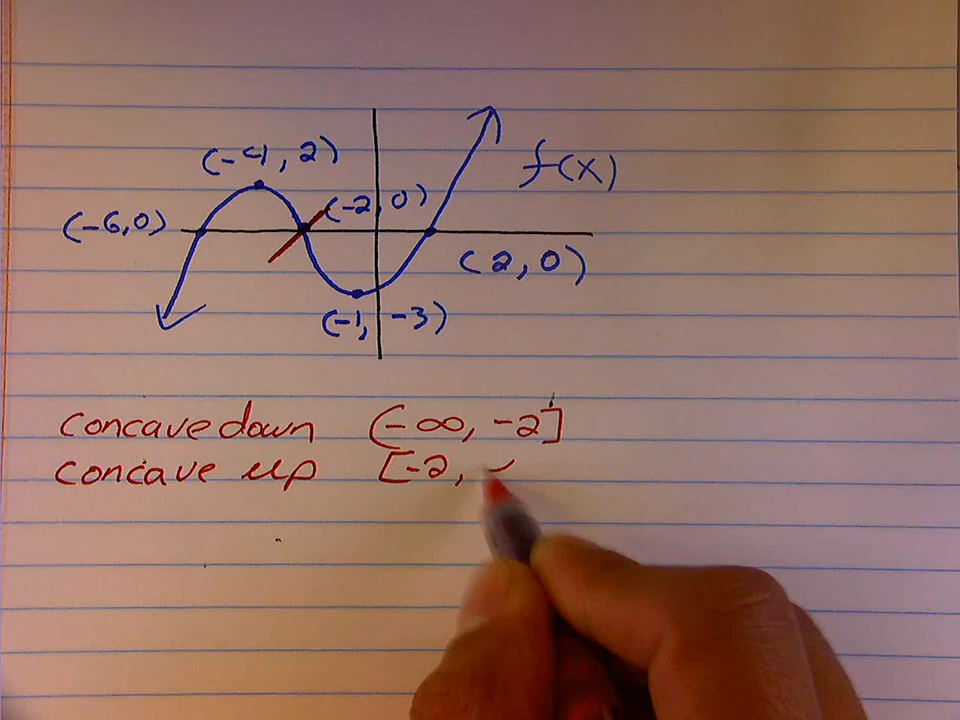 (-4, 2)
f(x)
(-2, 0)
(-6, 0)
(2, 0)
(-1, -3)
concave down (-∞, -2]
concave up [-2,